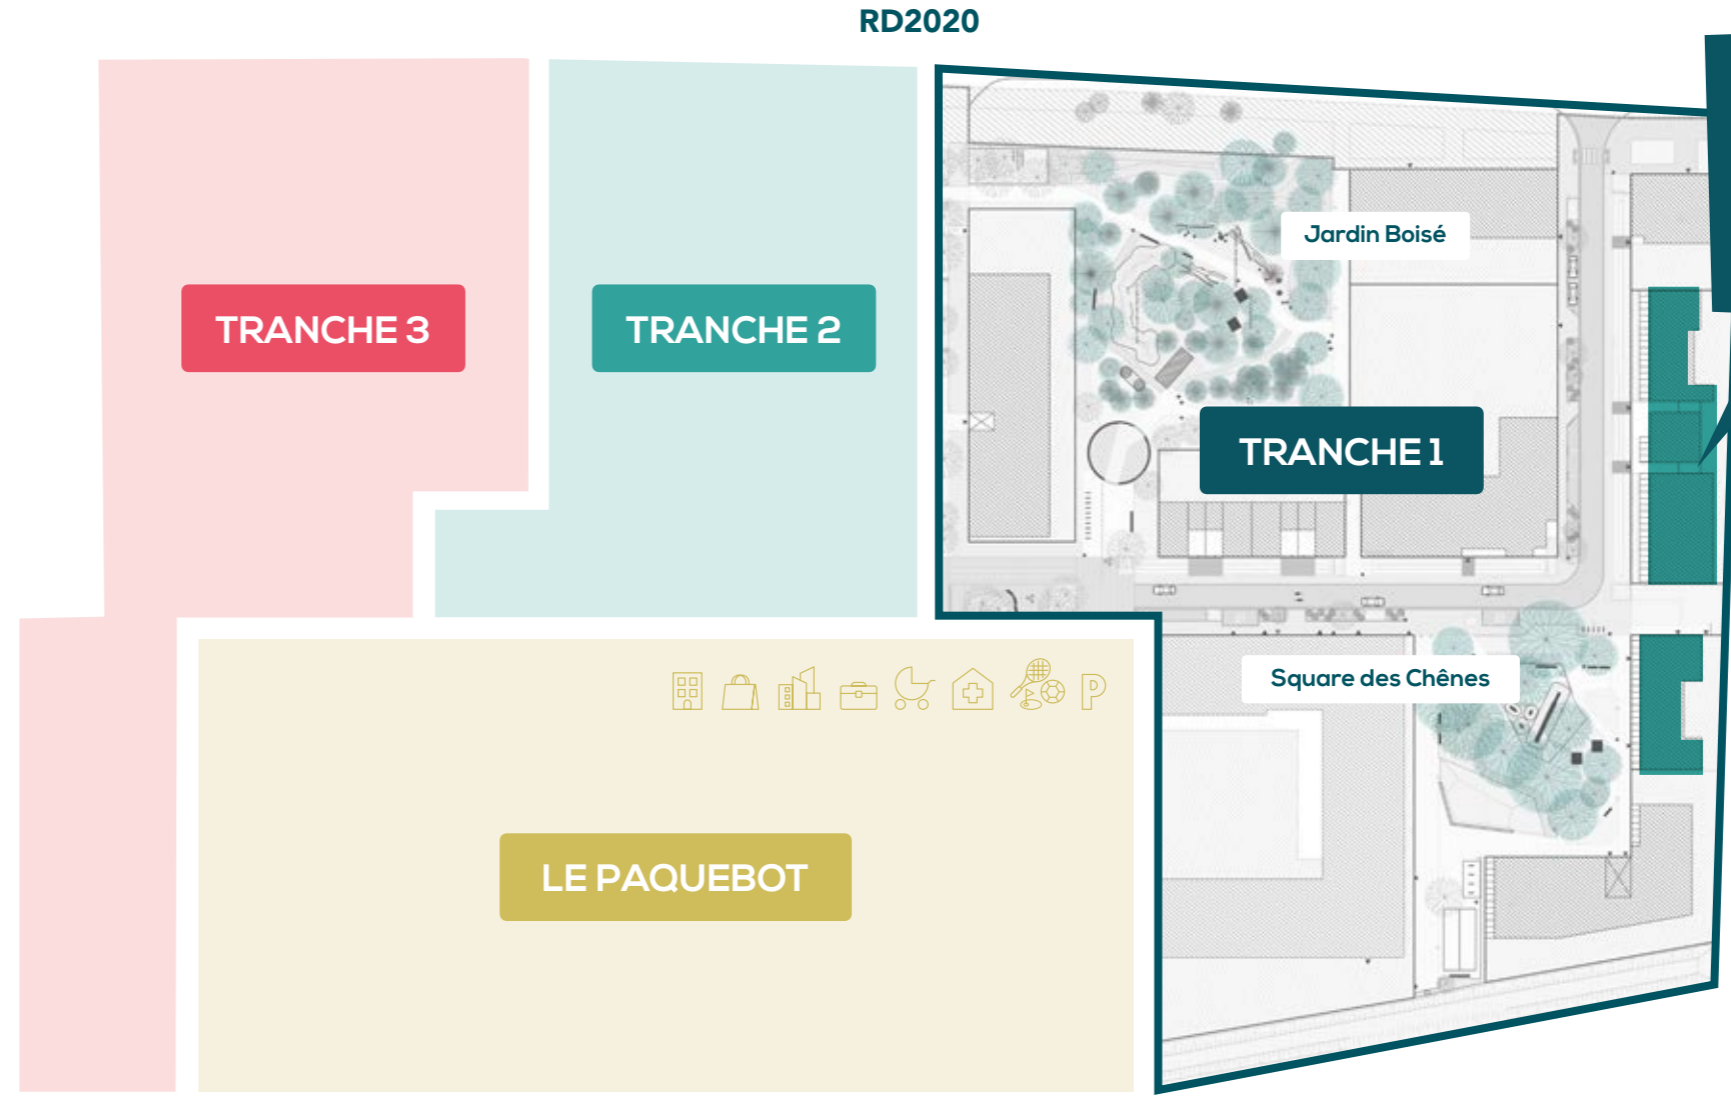 RD2020
Jardin Boisé
TRANCHE 3
TRANCHE 2
TRANCHE 1
Square des Chênes
P
LE PAQUEBOT